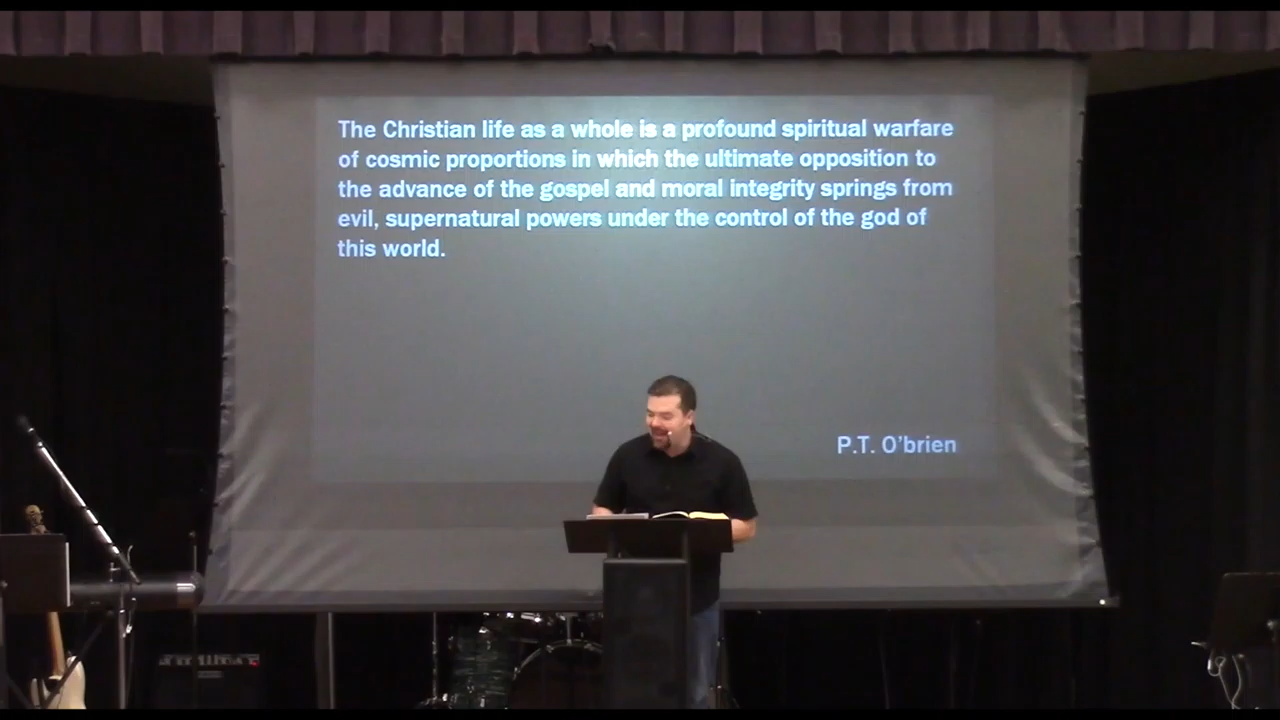 The Christian life as a whole is a profound spiritual warfare
of cosmic proportions in which the ultimate opposition to
the advance of the gospel and moral integrity springs from
evil, supernatural powers under the control of the god of
this world.
P.T. O'brien